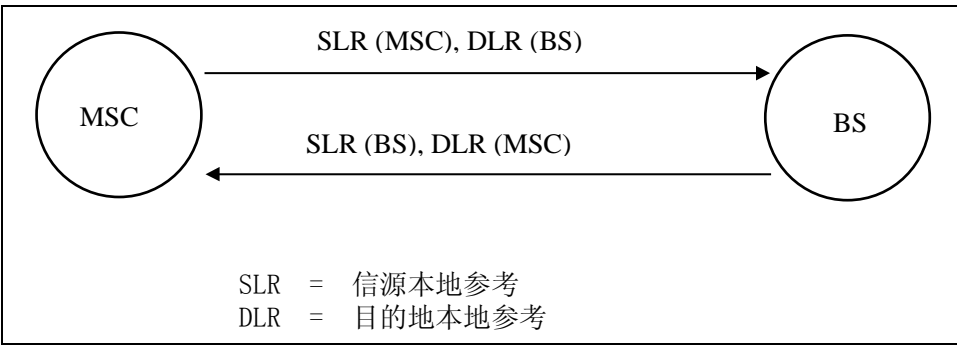 SLR (MSC), DLR (BS)
MSC
BS
SLR (BS), DLR (MSC)
SLR = 信源本地参考
DLR = 目的地本地参考